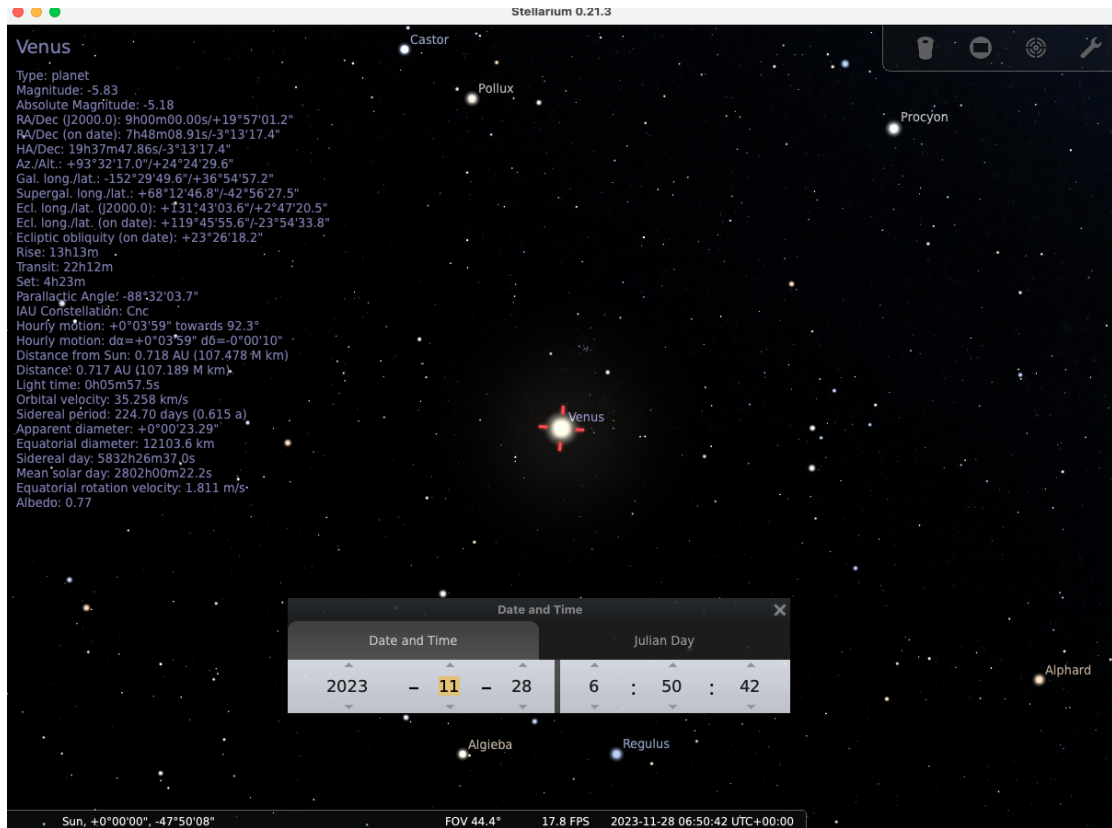 Stellarium 0.21.3
Venus
Type: planet
Magnitude: -5.83
Absolute Magnitude: -5.18
RA/Dec (J2000.0): 9h00m00.00s/+19°57'01.2"
RA/Dec (on date): 7h48m08.91s/-3°13'17.4"
HA/Dec: 19h37m47.86s/-3°13'17.4"
Az./Alt.: +93°32'17.0"/+24°24'29.6"
Gal. long./lat.: -152°29'49.6"/+36°54'57.2"
Supergal. long./lat.: +68°12'46.8"/-42°56'27.5"
Ecl. long./lat. (J2000.0): +131°43'03.6"/+2°47'20.5"
Ecl. long./lat. (on date): +119°45'55.6"/-23°54'33.8"
Ecliptic obliquity (on date): +23°26'18.2"
Rise: 13h13m
Transit: 22h12m
Set: 4h23m
Parallactic Angle: -88°32'03.7"
IAU Constellation: Cnc
Hourly motion: +0°03'59" towards 92.3°
Hourly motion: dα=+0°03'59" dδ=-0°00'10"
Distance from Sun: 0.718 AU (107.478 M km)
Distance: 0.717 AU (107.189 M km)
Light time: 0h05m57.5s
Orbital velocity: 35.258 km/s
Sidereal period: 224.70 days (0.615 a)
Apparent diameter: +0°00'23.29"
Equatorial diameter: 12103.6 km
Sidereal day: 5832h26m37.0s
Mean solar day: 2802h00m22.2s
Equatorial rotation velocity: 1.811 m/s
Albedo: 0.77
Castor
Pollux
Procyon
Venus
Date and Time
Date and Time Julian Day
2023 – 11 – 28 6 : 50 : 42
Alphard
Algieba
Regulus
Sun, +0°00'00", -47°50'08" FOV 44.4° 17.8 FPS 2023-11-28 06:50:42 UTC+00:00